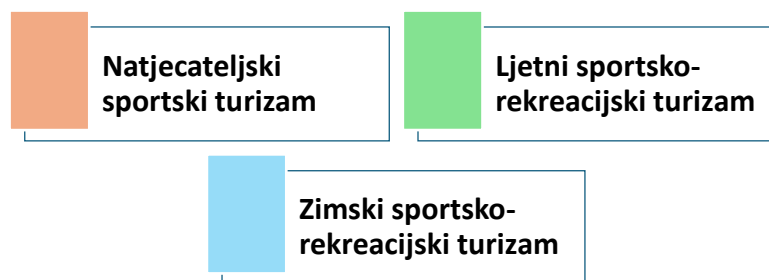 Natjecateljski
sportski turizam
Ljetni sportsko-
rekreacijski turizam
Zimski sportsko-
rekreacijski turizam